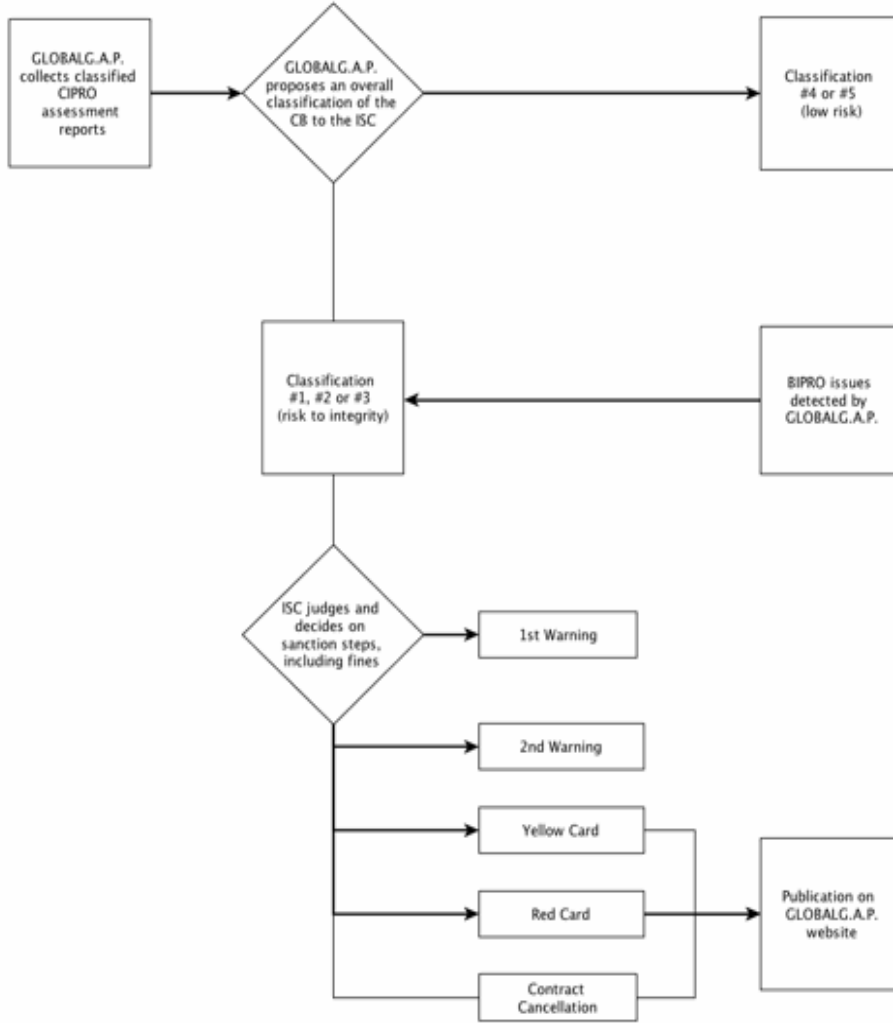 GLOBALG.A.P.
collects classified
CIPRO
assessment
reports
GLOBALG.A.P.
proposes an overall
classification of the
CB to the ISC
Classification
#4 or #5
(low risk)
Classification
#1, #2 or #3
(risk to integrity)
BIPRO issues
detected by
GLOBALG.A.P.
ISC judges and
decides on
sanction steps,
including fines
1st Warning
2nd Warning
Yellow Card
Red Card
Contract
Cancellation
Publication on
GLOBALG.A.P.
website